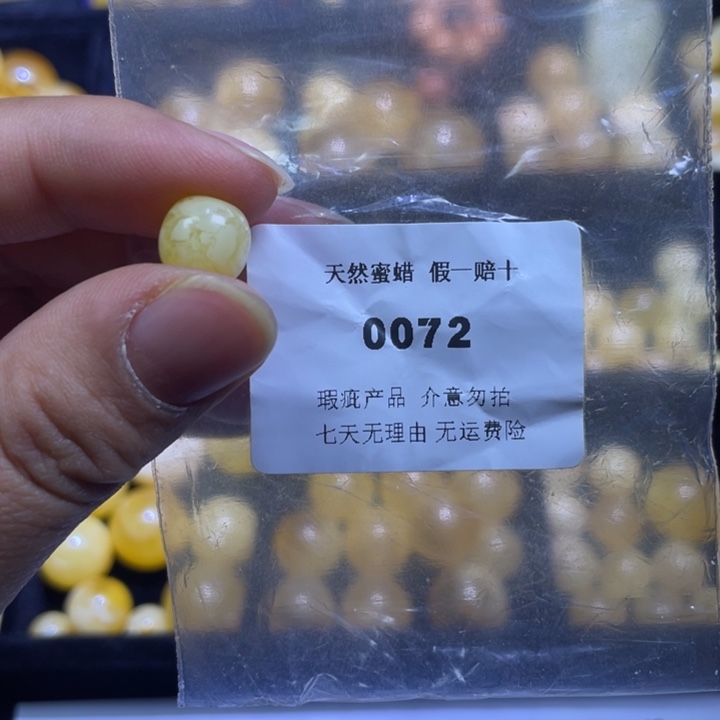 天然蜜蜡 假一赔十
0072
瑕疵产品 介意勿拍
七天无理由 无运费险